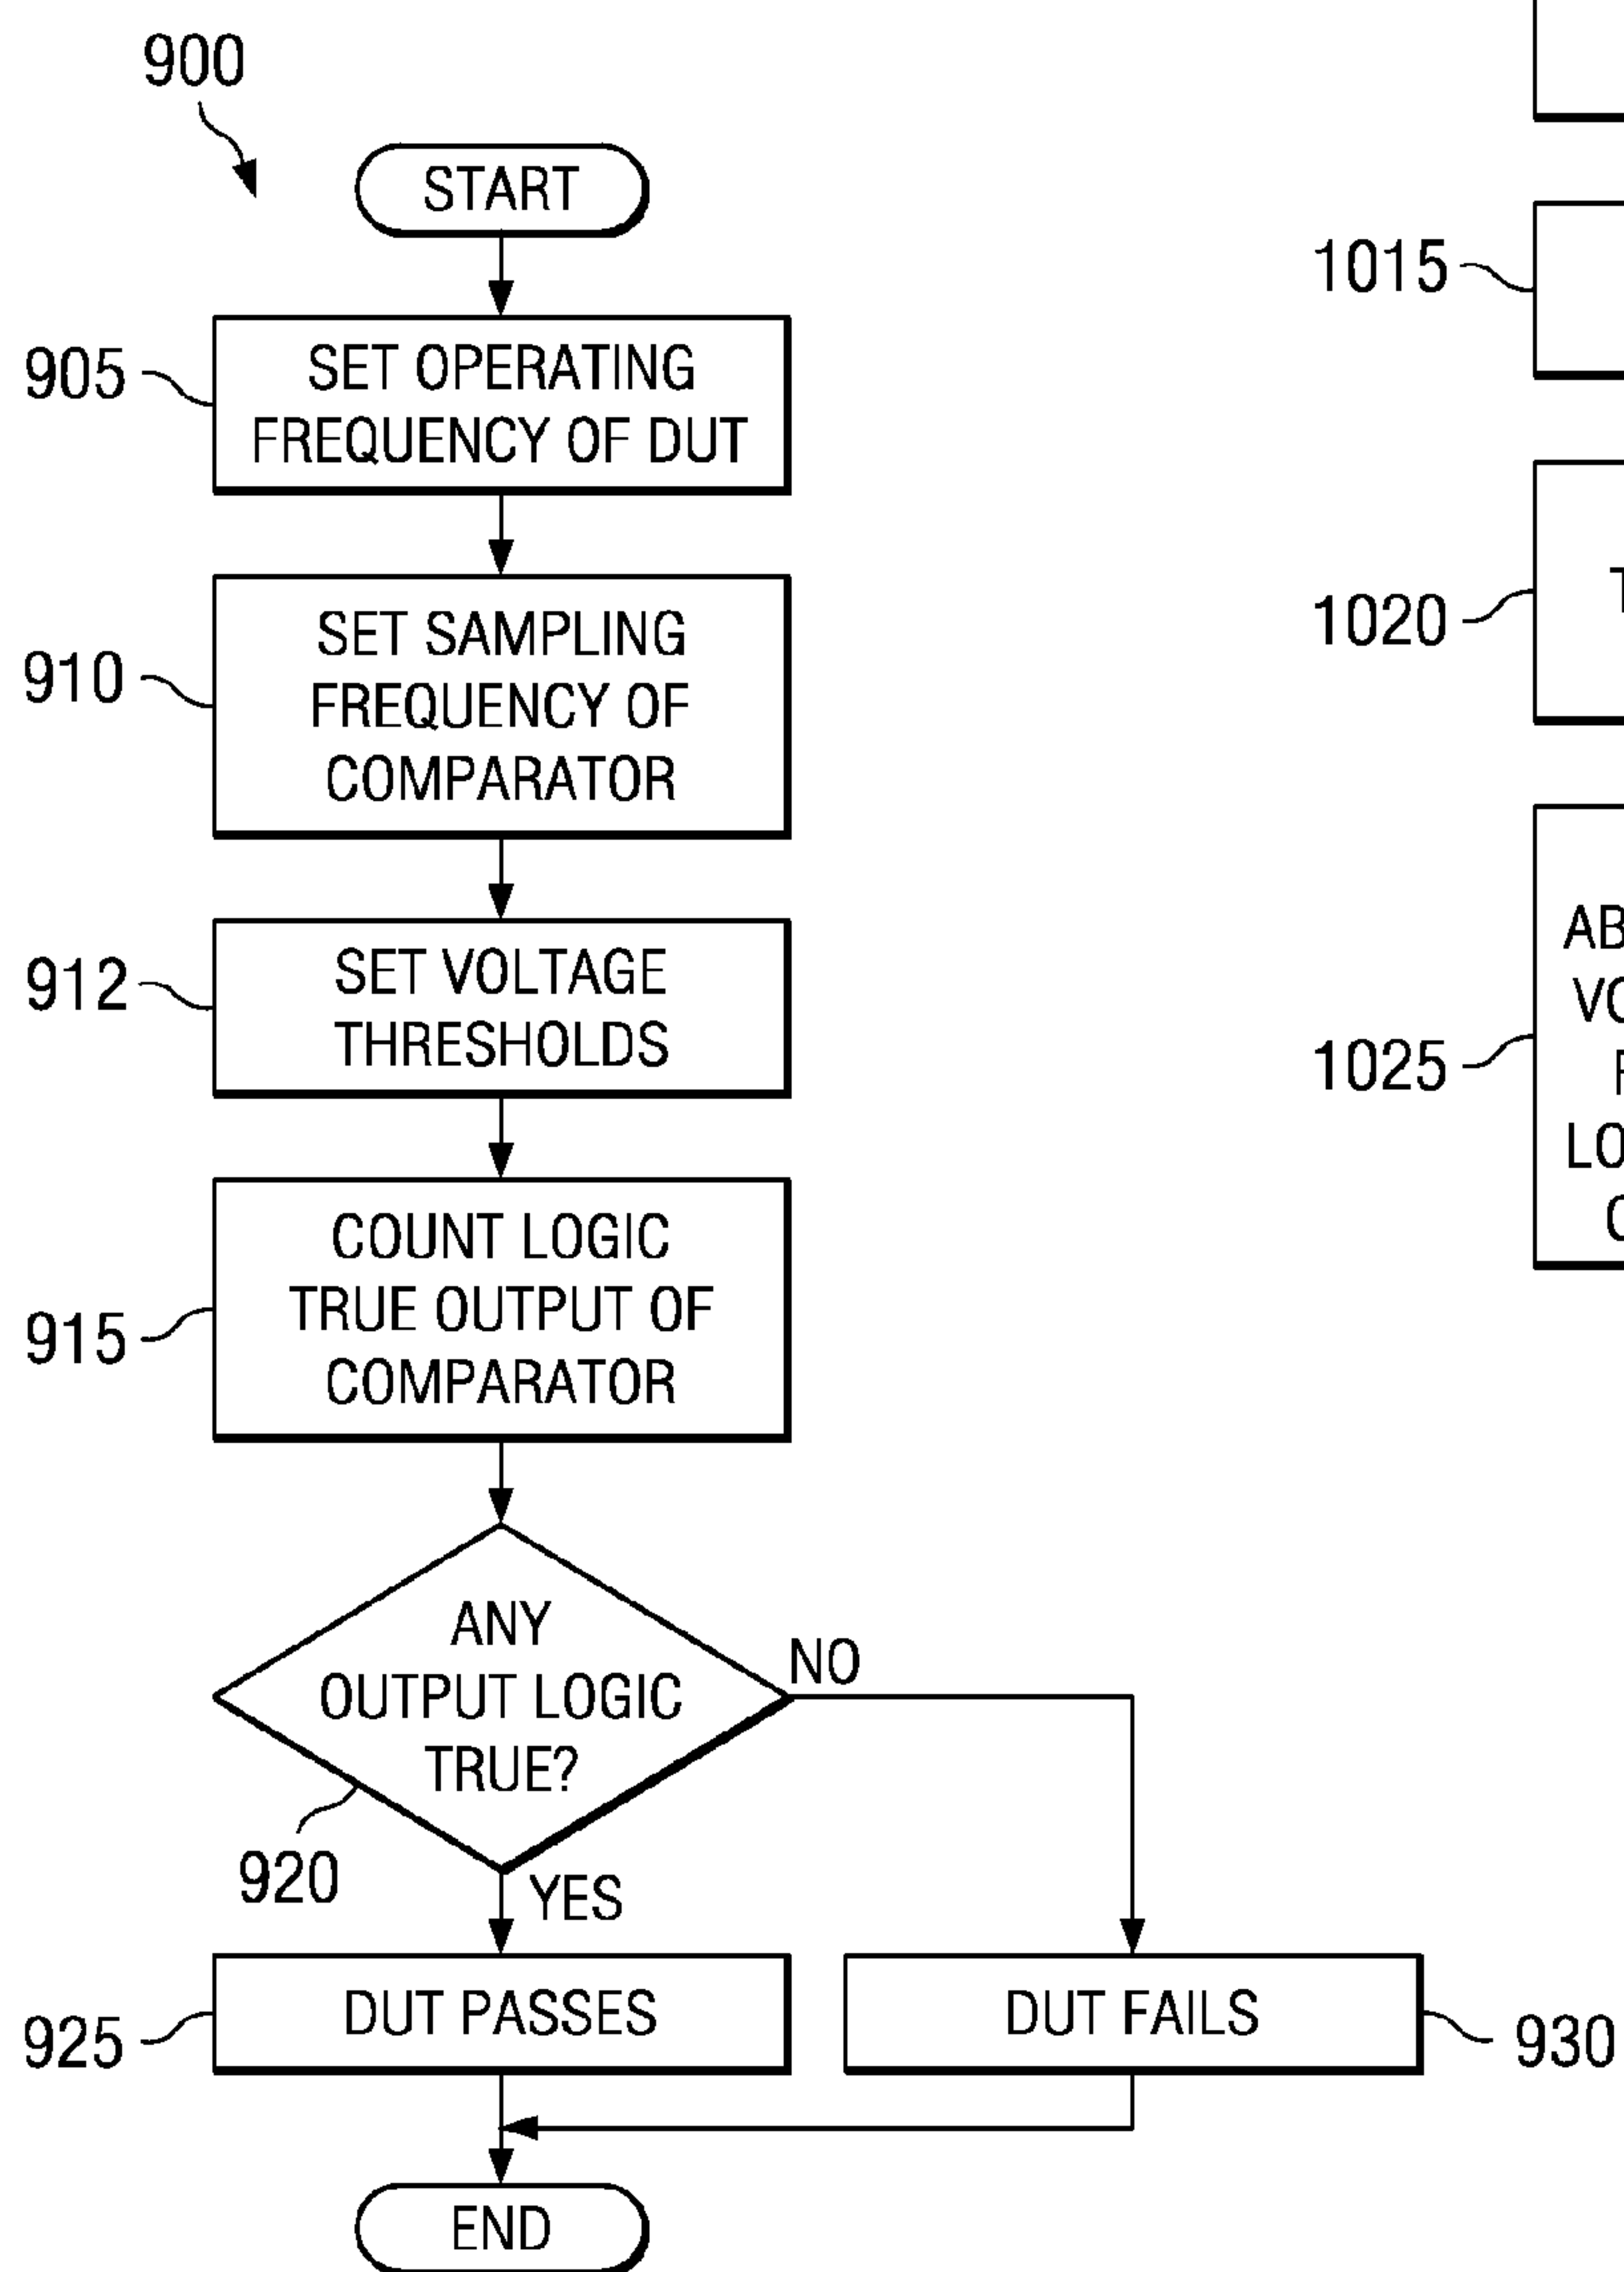 900
START
905
SET OPERATING
FREQUENCY OF DUT
910
SET SAMPLING
FREQUENCY OF
COMPARATOR
912
SET VOLTAGE
THRESHOLDS
915
COUNT LOGIC
TRUE OUTPUT OF
COMPARATOR
ANY
OUTPUT LOGIC
TRUE?
920
NO
YES
925
DUT PASSES
DUT FAILS
930
END
1015
1020
1025